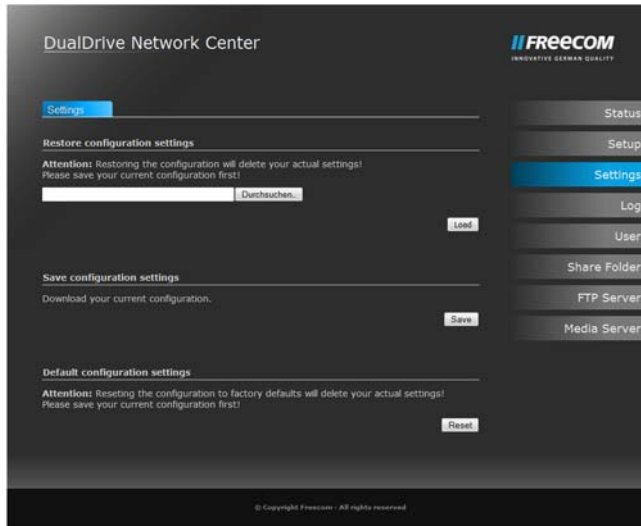 DualDrive Network Center
FREECOM
INNOVATIVE GERMAN QUALITY
Settings
Restore configuration settings
Attention: Restoring the configuration will delete your actual settings!
Please save your current configuration first!
Durchsuchen..
Load
Save configuration settings
Download your current configuration.
Save
Default configuration settings
Attention: Reseting the configuration to factory defaults will delete your actual settings!
Please save your current configuration first!
Reset
Status
Setup
Settings
Log
User
Share Folder
FTP Server
Media Server
© Copyright Freecom - All rights reserved